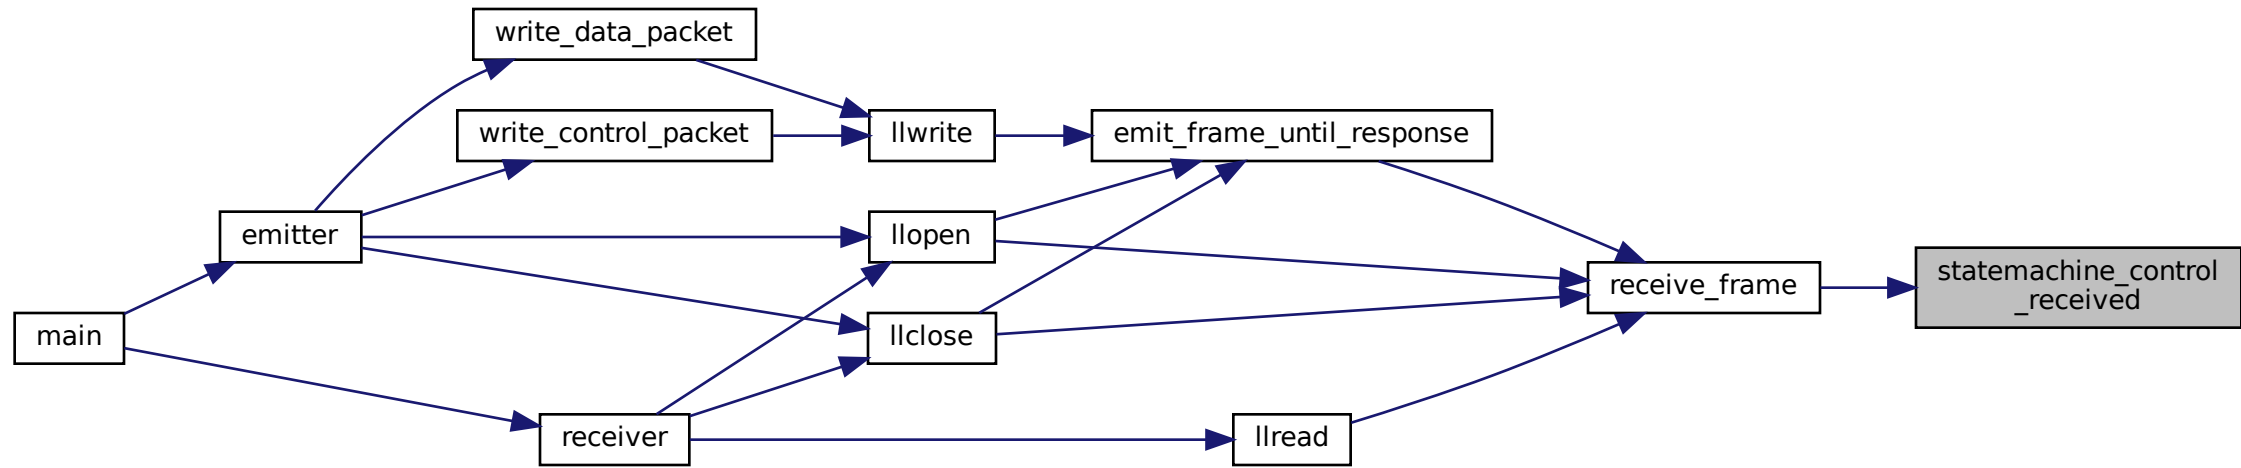 write_data_packet
write_control_packet
llwrite
emit_frame_until_response
emitter
llopen
statemachine_control
_received
receive_frame
main
llclose
receiver
llread